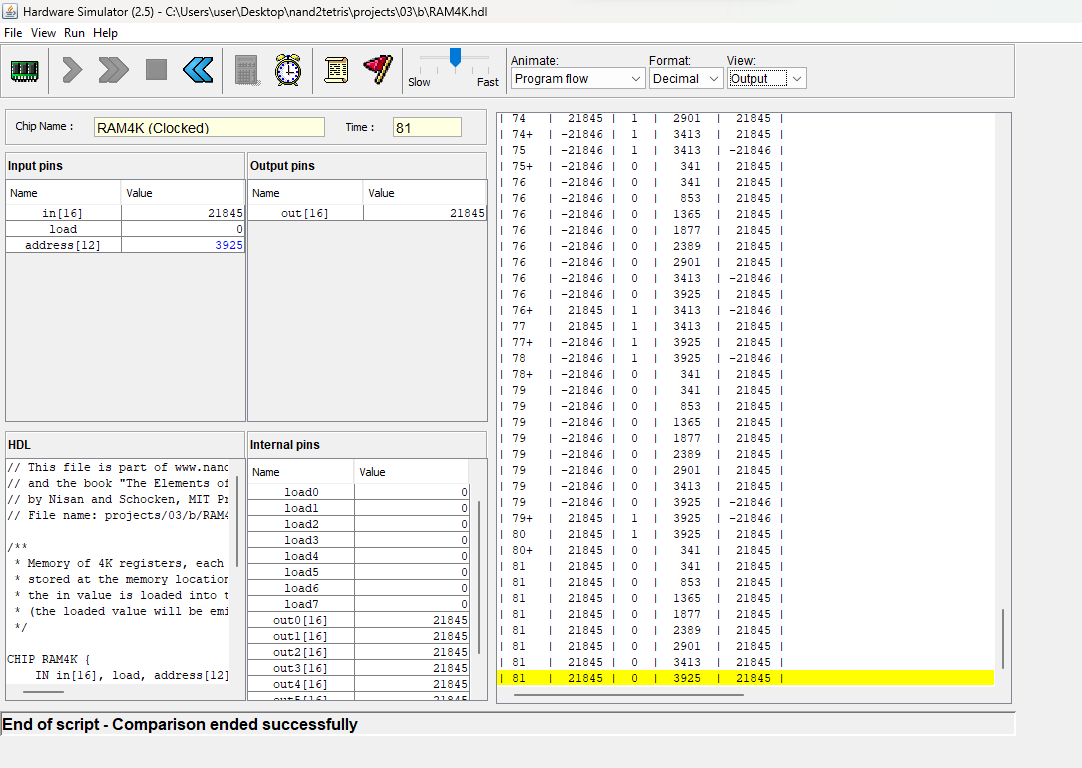 Hardware Simulator (2.5) - C:\Users\user\Desktop\nand2tetris\projects\03\b\RAM4K.hdl
File View Run Help
Slow Fast
Animate: Format: View:
Program flow Decimal Output
Chip Name : RAM4K (Clocked) Time : 81
Input pins
Name Value
in[16] 21845
load 0
address[12] 3925
Output pins
Name Value
out[16] 21845
HDL
// This file is part of www.nand
// and the book "The Elements of
// by Nisan and Schocken, MIT Pr
// File name: projects/03/b/RAM4
/**
* Memory of 4K registers, each
* stored at the memory location
* the in value is loaded into t
* (the loaded value will be emi
*/
CHIP RAM4K {
IN in[16], load, address[12]
Internal pins
Name Value
load0 0
load1 0
load2 0
load3 0
load4 0
load5 0
load6 0
load7 0
out0[16] 21845
out1[16] 21845
out2[16] 21845
out3[16] 21845
out4[16] 21845
out5[16] 21845
| 74 | 21845 | 1 | 2901 | 21845 |
| 74+ | -21846 | 1 | 3413 | 21845 |
| 75 | -21846 | 1 | 3413 | -21846 |
| 75+ | -21846 | 0 | 341 | 21845 |
| 76 | -21846 | 0 | 341 | 21845 |
| 76 | -21846 | 0 | 853 | 21845 |
| 76 | -21846 | 0 | 1365 | 21845 |
| 76 | -21846 | 0 | 1877 | 21845 |
| 76 | -21846 | 0 | 2389 | 21845 |
| 76 | -21846 | 0 | 2901 | 21845 |
| 76 | -21846 | 0 | 3413 | -21846 |
| 76 | -21846 | 0 | 3925 | 21845 |
| 76+ | 21845 | 1 | 3413 | -21846 |
| 77 | 21845 | 1 | 3413 | 21845 |
| 77+ | -21846 | 1 | 3925 | 21845 |
| 78 | -21846 | 1 | 3925 | -21846 |
| 78+ | -21846 | 0 | 341 | 21845 |
| 79 | -21846 | 0 | 341 | 21845 |
| 79 | -21846 | 0 | 853 | 21845 |
| 79 | -21846 | 0 | 1365 | 21845 |
| 79 | -21846 | 0 | 1877 | 21845 |
| 79 | -21846 | 0 | 2389 | 21845 |
| 79 | -21846 | 0 | 2901 | 21845 |
| 79 | -21846 | 0 | 3413 | 21845 |
| 79 | -21846 | 0 | 3925 | -21846 |
| 79+ | 21845 | 1 | 3925 | -21846 |
| 80 | 21845 | 1 | 3925 | 21845 |
| 80+ | 21845 | 0 | 341 | 21845 |
| 81 | 21845 | 0 | 341 | 21845 |
| 81 | 21845 | 0 | 853 | 21845 |
| 81 | 21845 | 0 | 1365 | 21845 |
| 81 | 21845 | 0 | 1877 | 21845 |
| 81 | 21845 | 0 | 2389 | 21845 |
| 81 | 21845 | 0 | 2901 | 21845 |
| 81 | 21845 | 0 | 3413 | 21845 |
| 81 | 21845 | 0 | 3925 | 21845 |
End of script - Comparison ended successfully